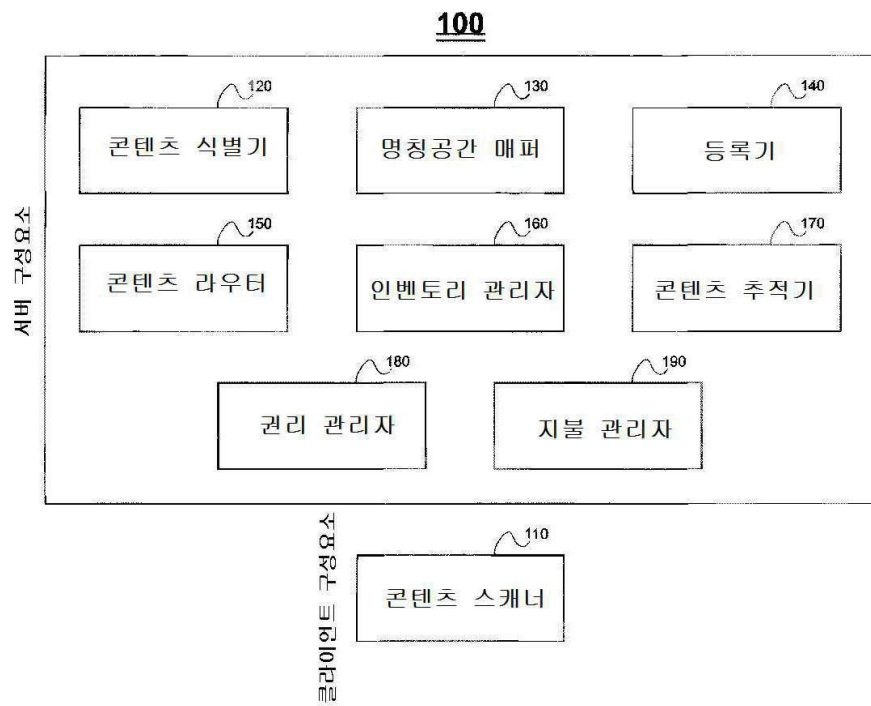 100
120
콘텐츠 식별기
130
명칭공간 매퍼
140
등록기
150
콘텐츠 라우터
160
인벤토리 관리자
170
콘텐츠 추적기
180
권리 관리자
190
지불 관리자
서버 구성요소
110
콘텐츠 스캐너
클라이언트 구성요소